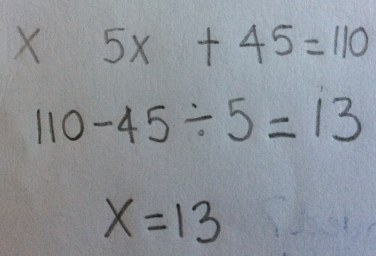 X 5x + 45 = 110
110 - 45 ÷ 5 = 13
X = 13